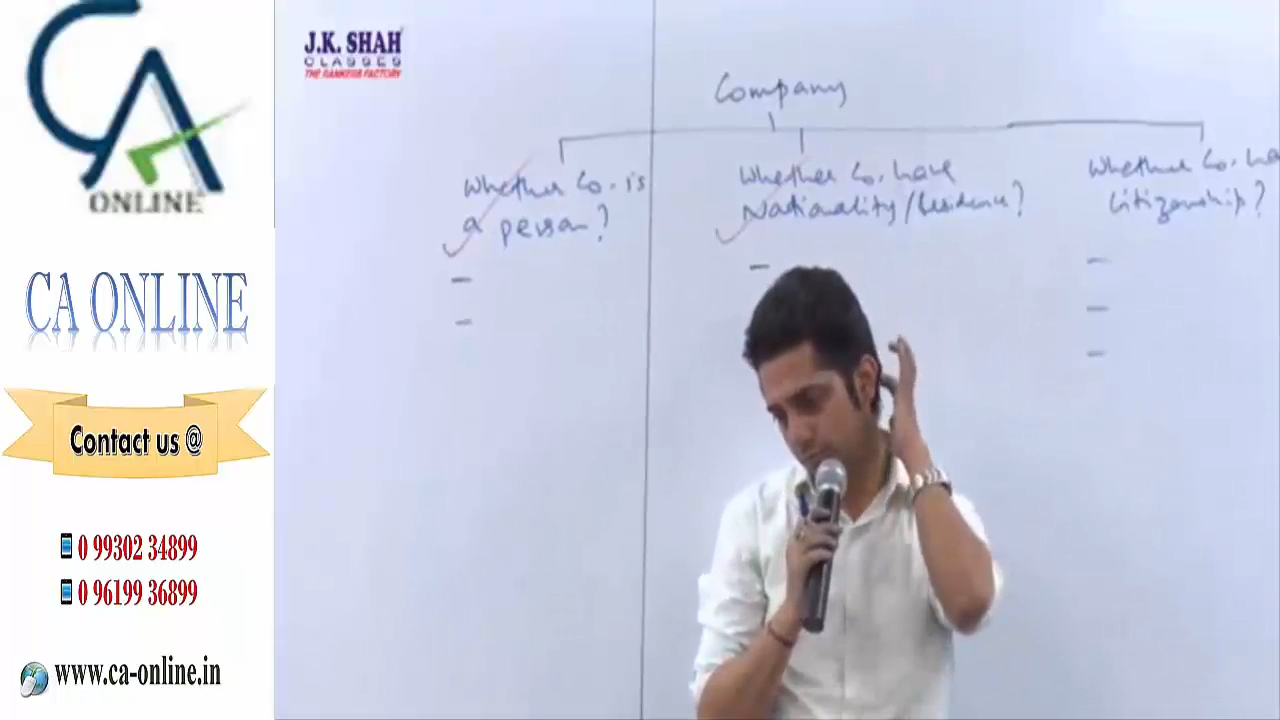 CA
ONLINE
CA ONLINE
Contact us @
0 99302 34899
0 96199 36899
www.ca-online.in
J.K. SHAH
CLASSES
THE RANKERS FACTORY
Company
Whether Co. is
a person?
Whether Co. have
Nationality/Residence?
Whether Co. ha
Citizenship?